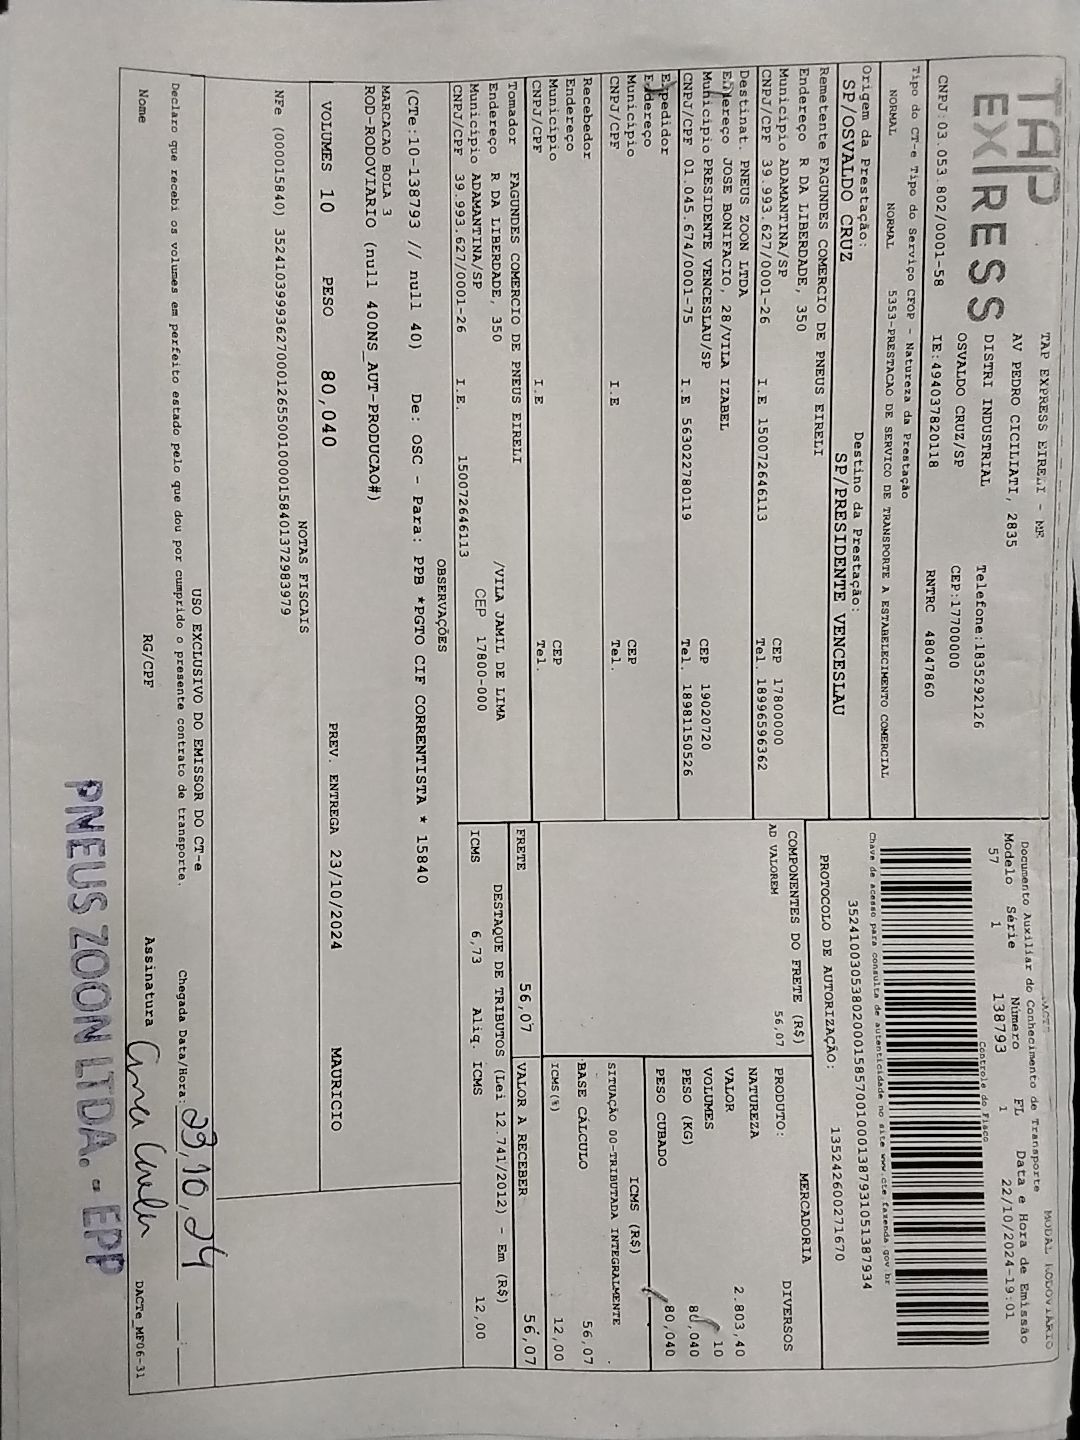 TAP
EXPRESS
TAP EXPRESS EIRELI - ME
AV PEDRO CICILIATI, 2835
DISTRI INDUSTRIAL Telefone:1835292126
OSVALDO CRUZ/SP CEP:17700000
CNPJ:03.053.802/0001-58 IE:494037820118 RNTRC 48047860
MODAL RODOVIÁRIO
Documento Auxiliar do Conhecimento de Transporte
Modelo Série Número FL Data e Hora de Emissão
57 1 138793 1 22/10/2024-19:01
Controle do Fisco
Chave de acesso para consulta de autenticidade no site www.cte.fazenda.gov.br
35241003053802000158570010001387931051387934
PROTOCOLO DE AUTORIZAÇÃO: 135242600271670
Tipo do CT-e Tipo do Serviço CFOP - Natureza da Prestação
NORMAL NORMAL 5353-PRESTACAO DE SERVICO DE TRANSPORTE A ESTABELECIMENTO COMERCIAL
Origem da Prestação: Destino da Prestação:
SP/OSVALDO CRUZ SP/PRESIDENTE VENCESLAU
Remetente FAGUNDES COMERCIO DE PNEUS EIRELI
Endereço R DA LIBERDADE, 350
Município ADAMANTINA/SP CEP 17800000
CNPJ/CPF 39.993.627/0001-26 I.E 150072646113 Tel. 18996596362
Destinat. PNEUS ZOON LTDA
Endereço JOSE BONIFACIO, 28/VILA IZABEL
Município PRESIDENTE VENCESLAU/SP CEP 19020720
CNPJ/CPF 01.045.674/0001-75 I.E 563022780119 Tel. 18981150526
Expedidor
Endereço
Município CEP
CNPJ/CPF I.E Tel.
Recebedor
Endereço
Município CEP
CNPJ/CPF I.E Tel.
Tomador FAGUNDES COMERCIO DE PNEUS EIRELI
Endereço R DA LIBERDADE, 350 /VILA JAMIL DE LIMA
Município ADAMANTINA/SP CEP 17800-000
CNPJ/CPF 39.993.627/0001-26 I.E. 150072646113
COMPONENTES DO FRETE (R$)
AD VALOREM 56,07
PRODUTO: MERCADORIA
NATUREZA DIVERSOS
VALOR 2.803,40
VOLUMES 10
PESO (KG) 80,040
PESO CUBADO 80,040
ICMS (R$)
SITUAÇÃO 00-TRIBUTADA INTEGRALMENTE
BASE CÁLCULO 56,07
ICMS(%) 12,00
FRETE 56,07 VALOR A RECEBER 56,07
DESTAQUE DE TRIBUTOS (Lei 12.741/2012) - Em (R$)
ICMS 6,73 Aliq. ICMS 12,00
OBSERVAÇÕES
(CTe:10-138793 // null 40) De: OSC - Para: PPB *PGTO CIF CORRENTISTA * 15840
MARCACAO BOLA 3
ROD-RODOVIARIO (null 400NS_AUT-PRODUCAO#)
VOLUMES 10 PESO 80,040 PREV. ENTREGA 23/10/2024 MAURICIO
NOTAS FISCAIS
NFe (000015840) 35241039993627000126550010000158401372983979
USO EXCLUSIVO DO EMISSOR DO CT-e
Declaro que recebi os volumes em perfeito estado pelo que dou por cumprido o presente contrato de transporte. Chegada Data/Hora: 23,10,24
Nome RG/CPF Assinatura DACTe_MF06-31
PNEUS ZOON LTDA. - EPP